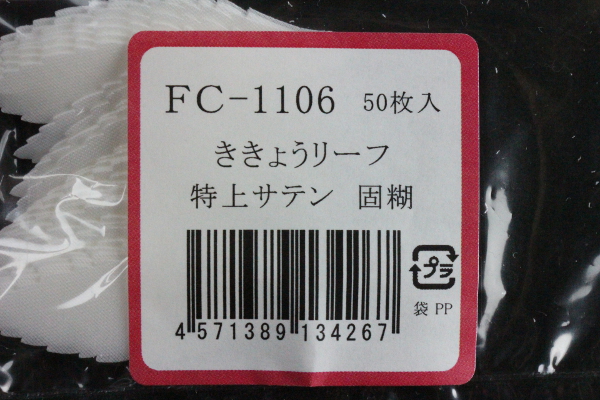 FC-1106 50枚入
ききょうリーフ
特上サテン 固糊
プラ
袋 PP
4 571389 134267